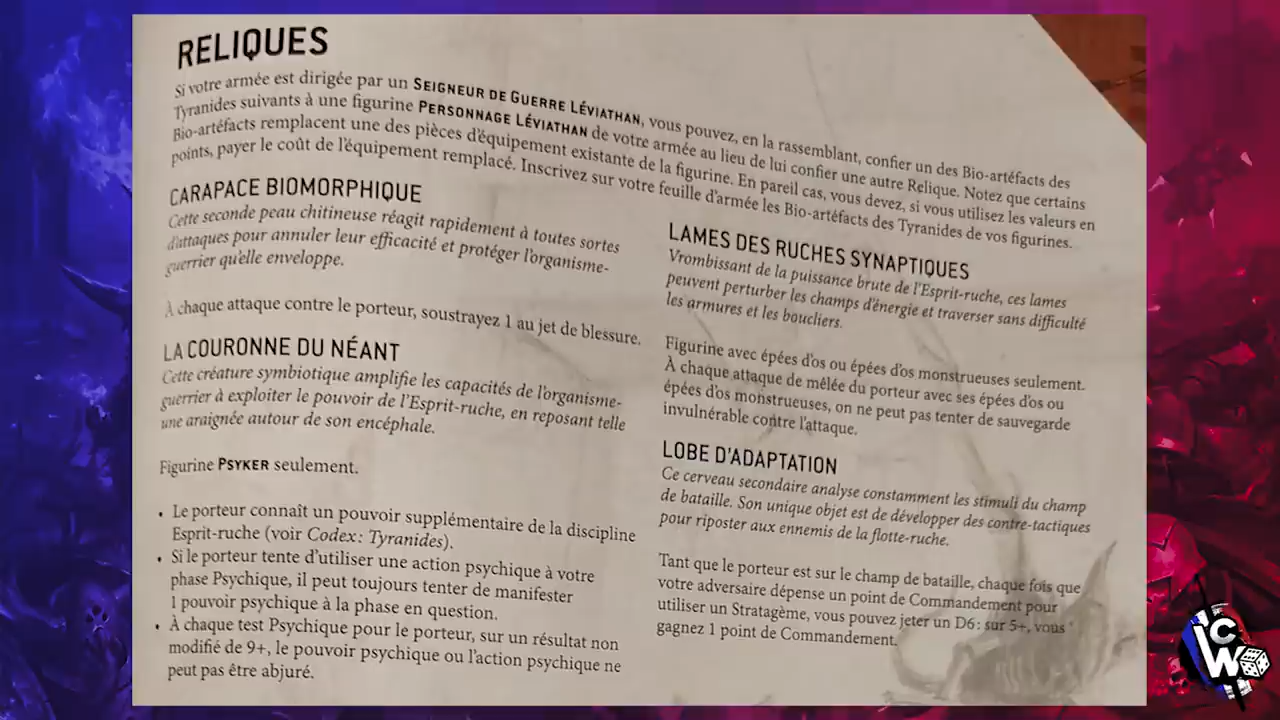 RELIQUES
Si votre armée est dirigée par un SEIGNEUR DE GUERRE LÉVIATHAN, vous pouvez, en la rassemblant, confier un des Bio-artéfacts des
Tyranides suivants à une figurine PERSONNAGE LÉVIATHAN de votre armée au lieu de lui confier une autre Relique. Notez que certains
Bio-artéfacts remplacent une des pièces d'équipement existante de la figurine. En pareil cas, vous devez, si vous utilisez les valeurs en
points, payer le coût de l'équipement remplacé. Inscrivez sur votre feuille d'armée les Bio-artéfacts des Tyranides de vos figurines.
CARAPACE BIOMORPHIQUE
Cette seconde peau chitineuse réagit rapidement à toutes sortes
d'attaques pour annuler leur efficacité et protéger l'organisme-
guerrier qu'elle enveloppe.
À chaque attaque contre le porteur, soustrayez 1 au jet de blessure.
LA COURONNE DU NÉANT
Cette créature symbiotique amplifie les capacités de l'organisme-
guerrier à exploiter le pouvoir de l'Esprit-ruche, en reposant telle
une araignée autour de son encéphale.
Figurine PSYKER seulement.
• Le porteur connaît un pouvoir supplémentaire de la discipline
Esprit-ruche (voir Codex: Tyranides).
• Si le porteur tente d'utiliser une action psychique à votre
phase Psychique, il peut toujours tenter de manifester
1 pouvoir psychique à la phase en question.
• À chaque test Psychique pour le porteur, sur un résultat non
modifié de 9+, le pouvoir psychique ou l'action psychique ne
peut pas être abjuré.
LAMES DES RUCHES SYNAPTIQUES
Vrombissant de la puissance brute de l'Esprit-ruche, ces lames
peuvent perturber les champs d'énergie et traverser sans difficulté
les armures et les boucliers.
Figurine avec épées d'os ou épées d'os monstrueuses seulement.
À chaque attaque de mêlée du porteur avec ses épées d'os ou
épées d'os monstrueuses, on ne peut pas tenter de sauvegarde
invulnérable contre l'attaque.
LOBE D'ADAPTATION
Ce cerveau secondaire analyse constamment les stimuli du champ
de bataille. Son unique objet est de développer des contre-tactiques
pour riposter aux ennemis de la flotte-ruche.
Tant que le porteur est sur le champ de bataille, chaque fois que
votre adversaire dépense un point de Commandement pour
utiliser un Stratagème, vous pouvez jeter un D6: sur 5+, vous
gagnez 1 point de Commandement.